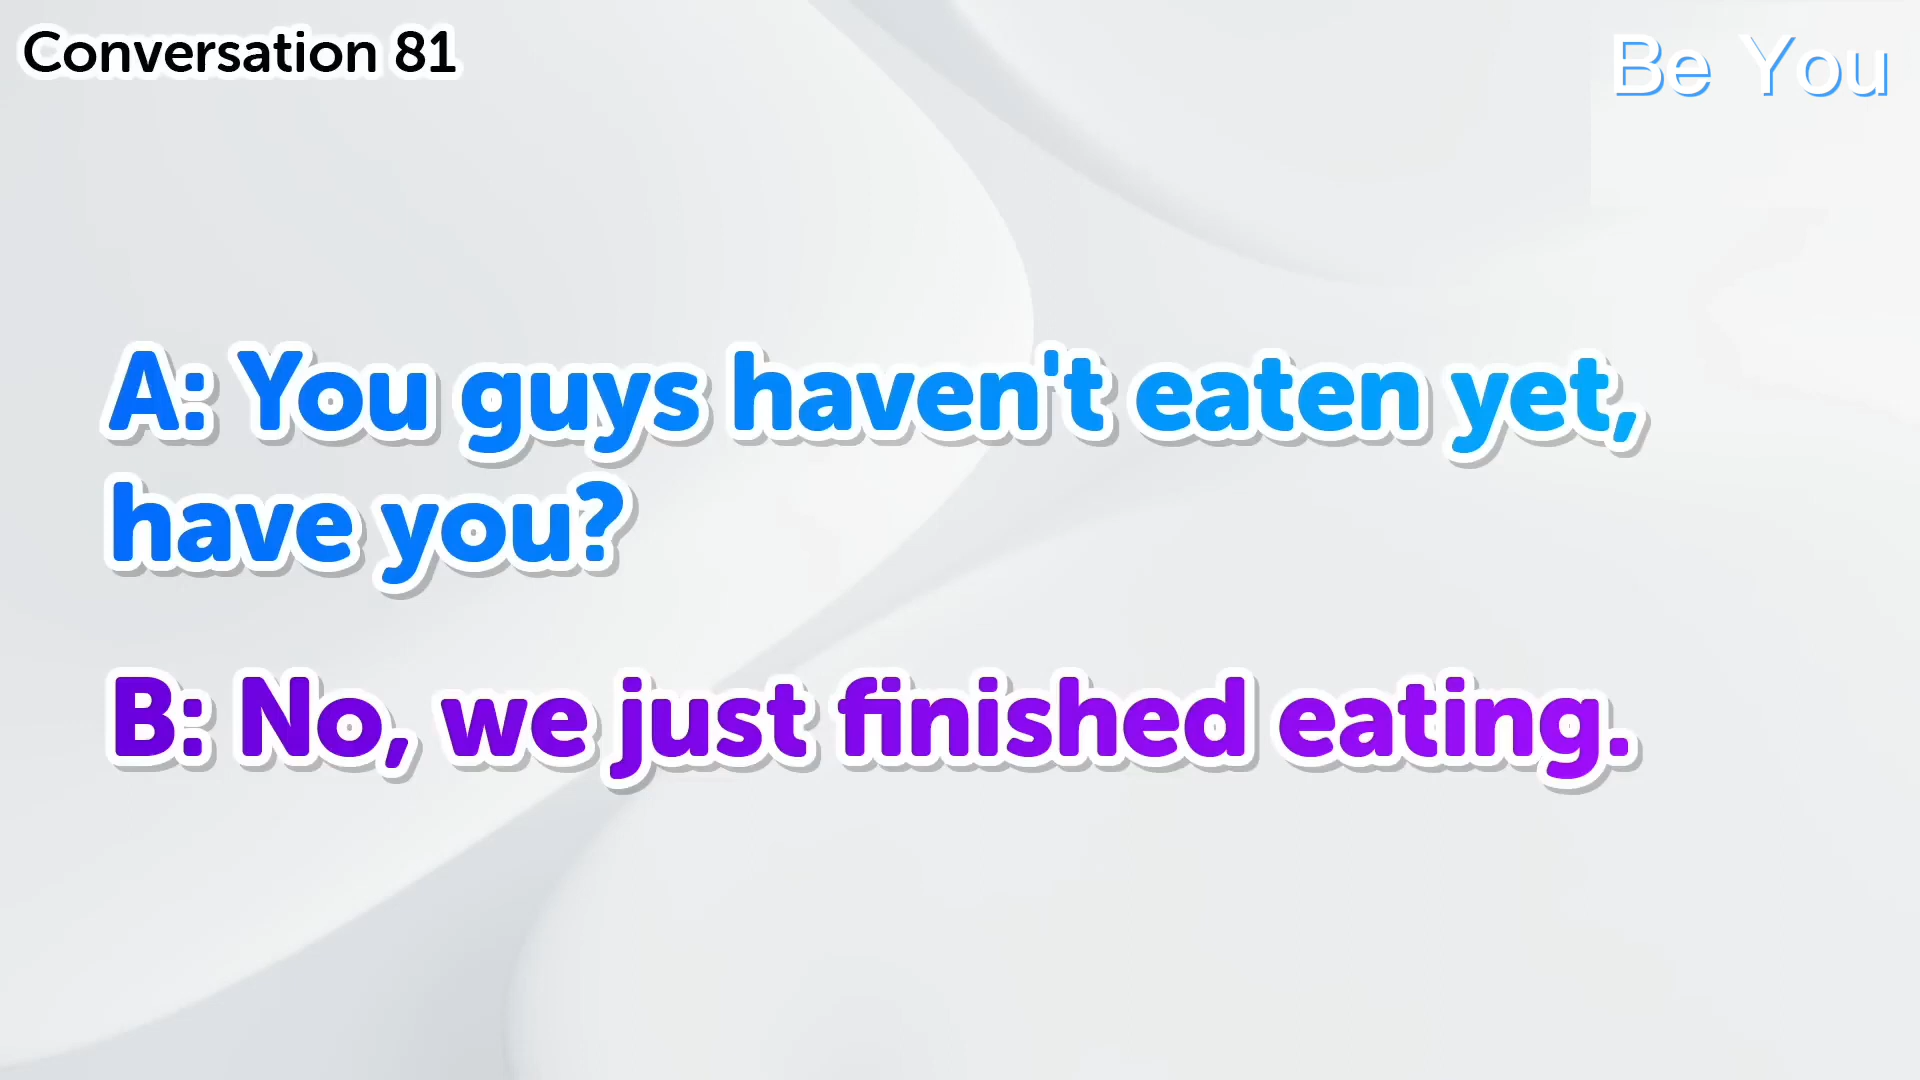 Conversation 81
Be You
A: You guys haven't eaten yet,
have you?
B: No, we just finished eating.